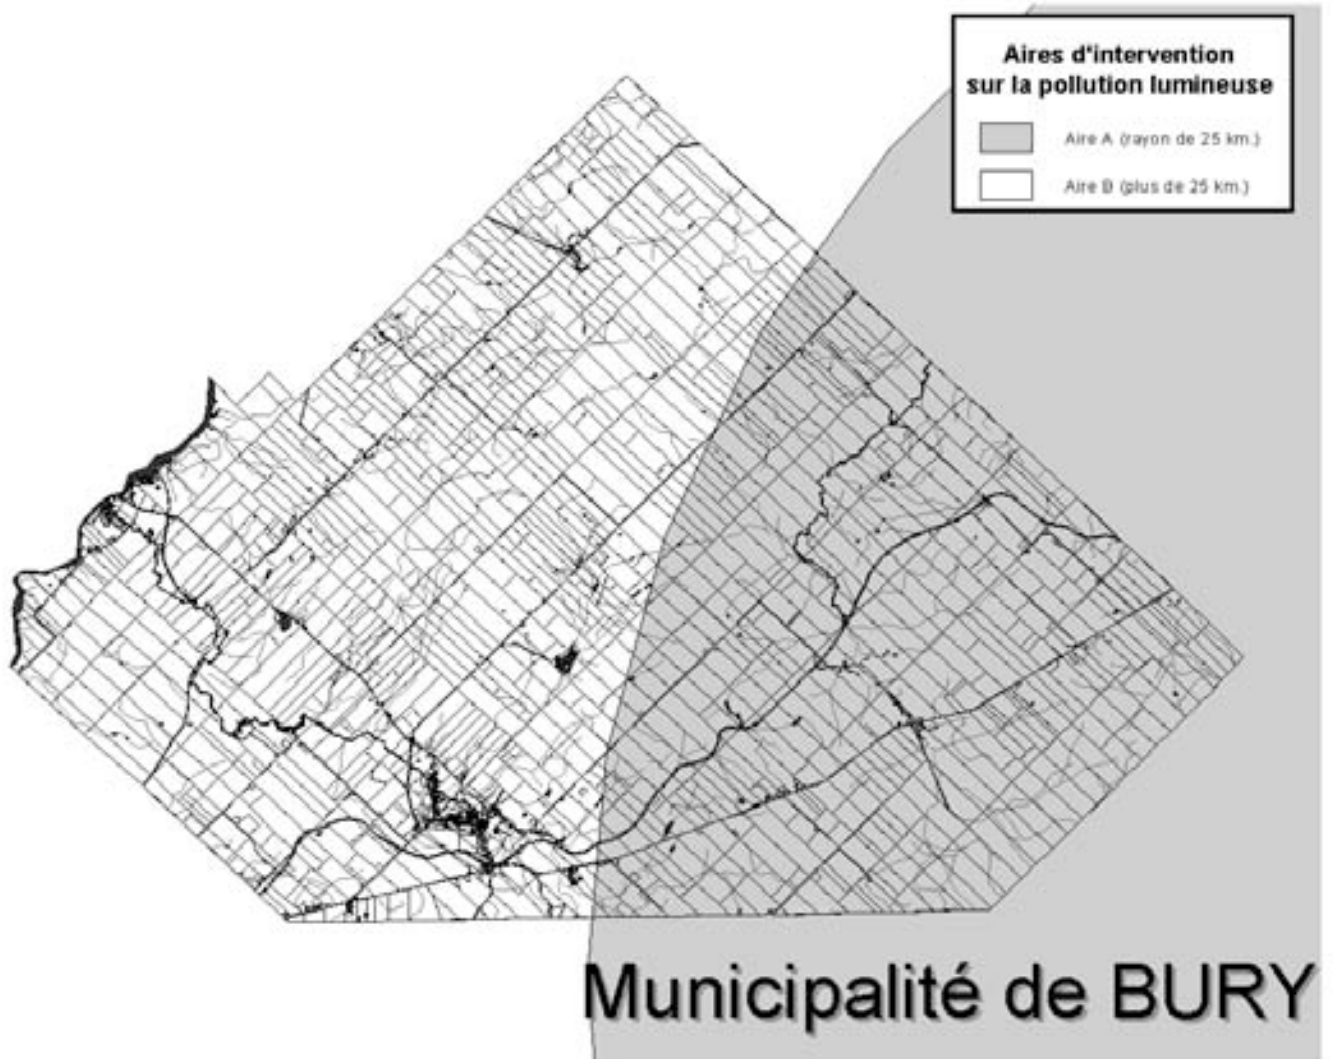 Aires d'intervention
sur la pollution lumineuse
Aire A (rayon de 25 km.)
Aire B (plus de 25 km.)
Municipalité de BURY